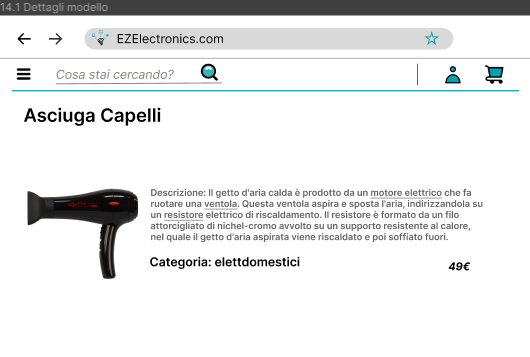 14.1 Dettagli modello
EZElectronics.com
Cosa stai cercando?
Asciuga Capelli
Descrizione: Il getto d'aria calda è prodotto da un motore elettrico che fa
ruotare una ventola. Questa ventola aspira e sposta l'aria, indirizzandola su
un resistore elettrico di riscaldamento. Il resistore è formato da un filo
attorcigliato di nichel-cromo avvolto su un supporto resistente al calore,
nel quale il getto d'aria aspirata viene riscaldato e poi soffiato fuori.
Categoria: elettdomestici
49€